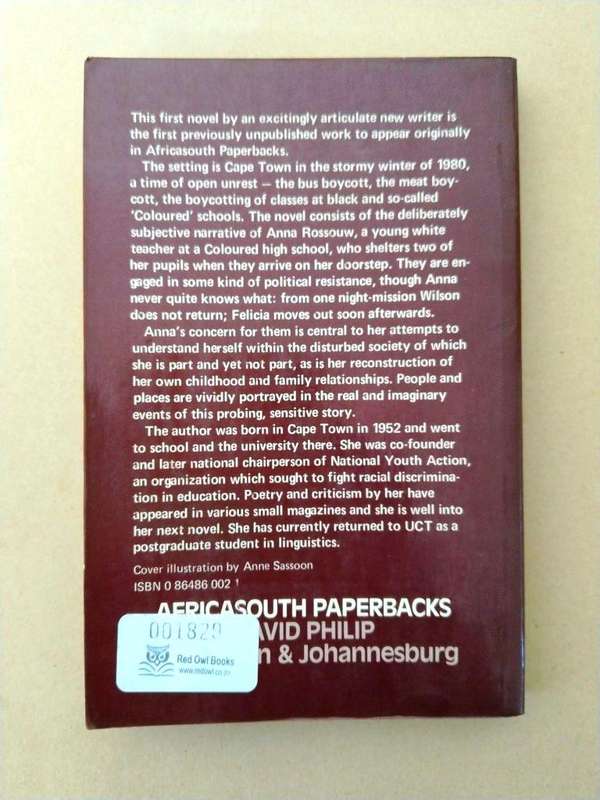 This first novel by an excitingly articulate new writer is
the first previously unpublished work to appear originally
in Africasouth Paperbacks.
The setting is Cape Town in the stormy winter of 1980,
a time of open unrest — the bus boycott, the meat boy-
cott, the boycotting of classes at black and so-called
'Coloured' schools. The novel consists of the deliberately
subjective narrative of Anna Rossouw, a young white
teacher at a Coloured high school, who shelters two of
her pupils when they arrive on her doorstep. They are en-
gaged in some kind of political resistance, though Anna
never quite knows what: from one night-mission Wilson
does not return; Felicia moves out soon afterwards.
Anna's concern for them is central to her attempts to
understand herself within the disturbed society of which
she is part and yet not part, as is her reconstruction of
her own childhood and family relationships. People and
places are vividly portrayed in the real and imaginary
events of this probing, sensitive story.
The author was born in Cape Town in 1952 and went
to school and the university there. She was co-founder
and later national chairperson of National Youth Action,
an organization which sought to fight racial discrimina-
tion in education. Poetry and criticism by her have
appeared in various small magazines and she is well into
her next novel. She has currently returned to UCT as a
postgraduate student in linguistics.
Cover illustration by Anne Sassoon
ISBN 0 86486 002 1
AFRICASOUTH PAPERBACKS
AVID PHILIP
n & Johannesburg
001829
Red Owl Books